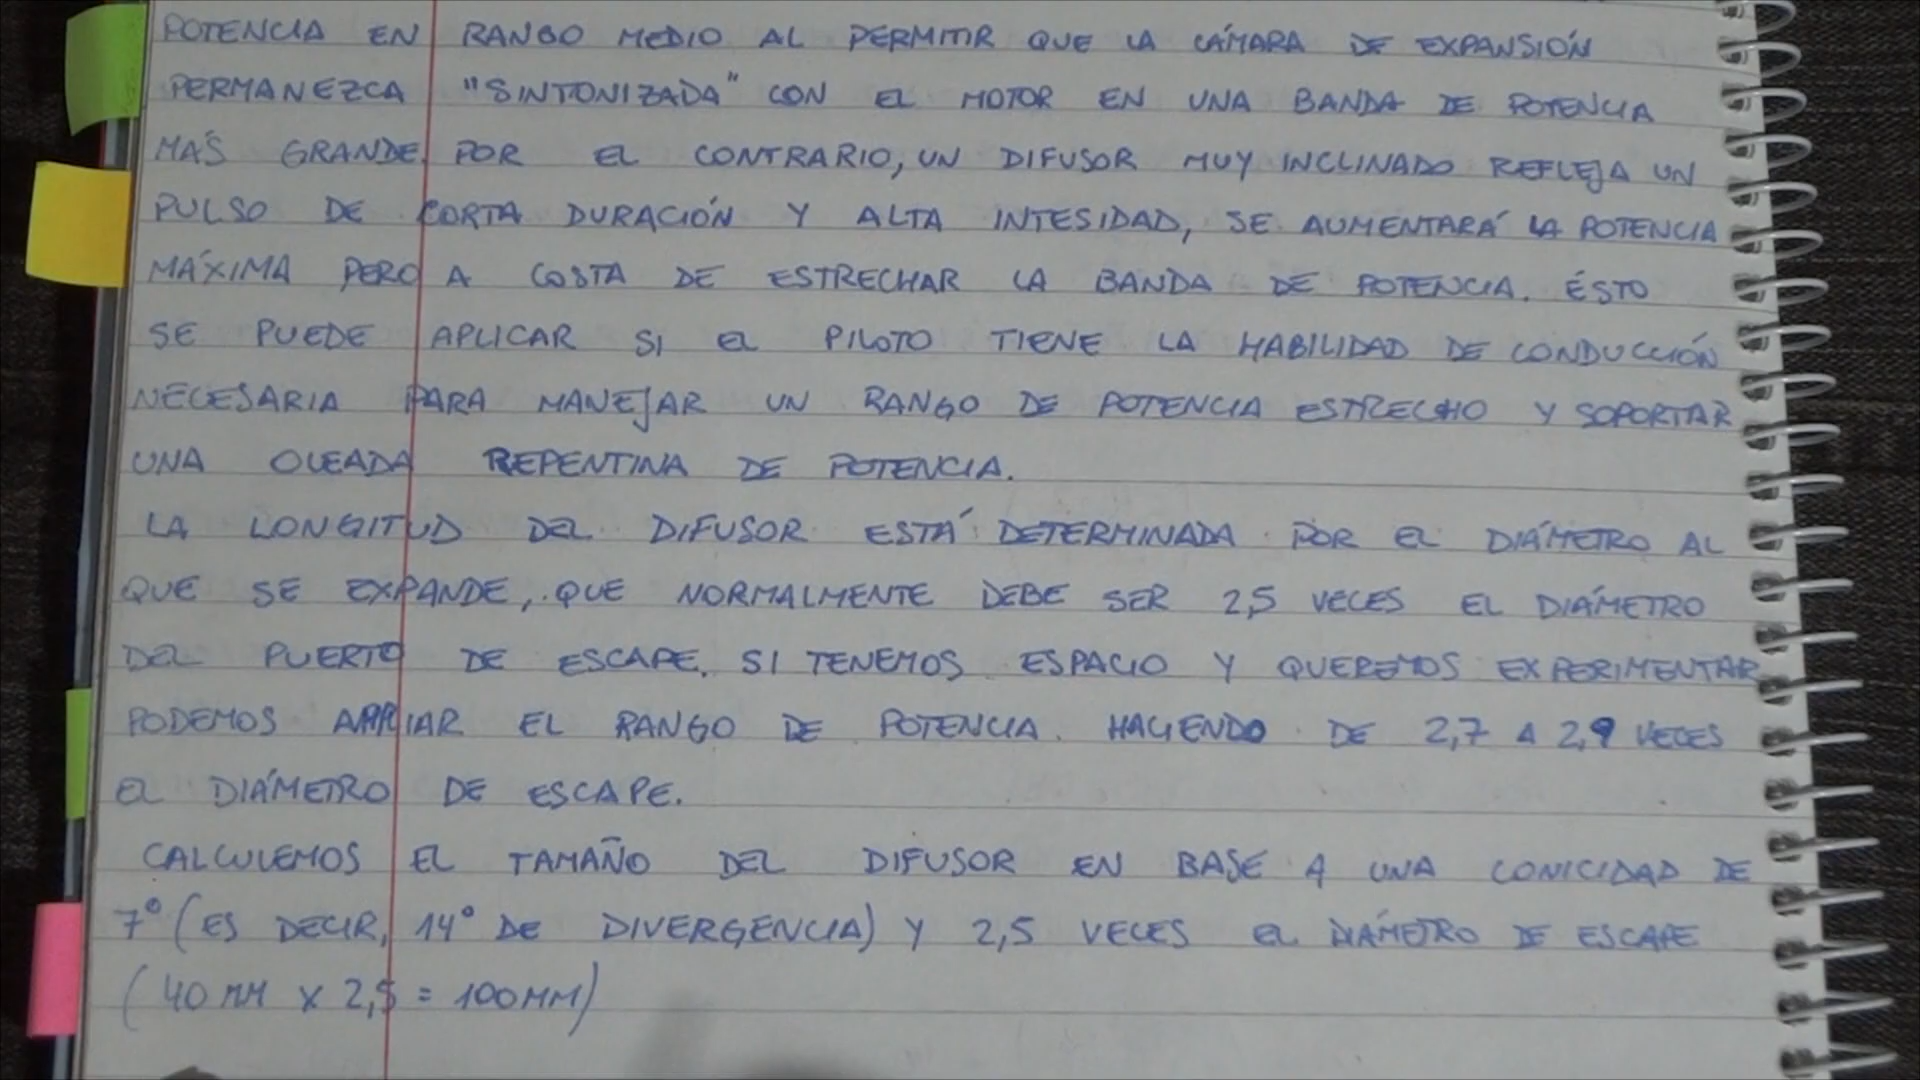 POTENCIA EN RANGO MEDIO AL PERMITIR QUE LA CÁMARA DE EXPANSIÓN
PERMANEZCA "SINTONIZADA" CON EL MOTOR EN UNA BANDA DE POTENCIA
MÁS GRANDE, POR EL CONTRARIO, UN DIFUSOR MUY INCLINADO REFLEJA UN
PULSO DE CORTA DURACIÓN Y ALTA INTESIDAD, SE AUMENTARÁ LA POTENCIA
MÁXIMA PERO A COSTA DE ESTRECHAR LA BANDA DE POTENCIA. ÉSTO
SE PUEDE APLICAR SI EL PILOTO TIENE LA HABILIDAD DE CONDUCCIÓN
NECESARIA PARA MANEJAR UN RANGO DE POTENCIA ESTRECHO Y SOPORTAR
UNA OLEADA REPENTINA DE POTENCIA.
LA LONGITUD DEL DIFUSOR ESTÁ DETERMINADA POR EL DIÁMETRO AL
QUE SE EXPANDE, QUE NORMALMENTE DEBE SER 2,5 VECES EL DIÁMETRO
DEL PUERTO DE ESCAPE. SI TENEMOS ESPACIO Y QUEREMOS EXPERIMENTAR
PODEMOS AMPLIAR EL RANGO DE POTENCIA. HACIENDO DE 2,7 A 2,9 VECES
EL DIÁMETRO DE ESCAPE.
CALCULEMOS EL TAMAÑO DEL DIFUSOR EN BASE A UNA CONICIDAD DE
7° (ES DECIR, 14° DE DIVERGENCIA) Y 2,5 VECES EL DIÁMETRO DE ESCAPE
(40 MM X 2,5 = 100 MM)